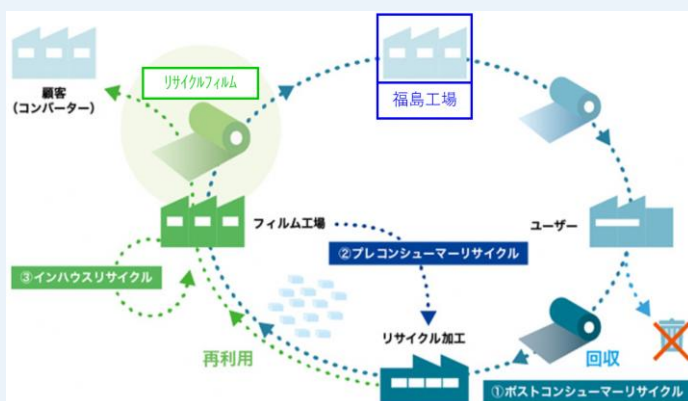 顧客
(コンバーター)
リサイクルフィルム
福島工場
フィルム工場
ユーザー
②プレコンシューマーリサイクル
③インハウスリサイクル
リサイクル加工
再利用
回収
①ポストコンシューマーリサイクル